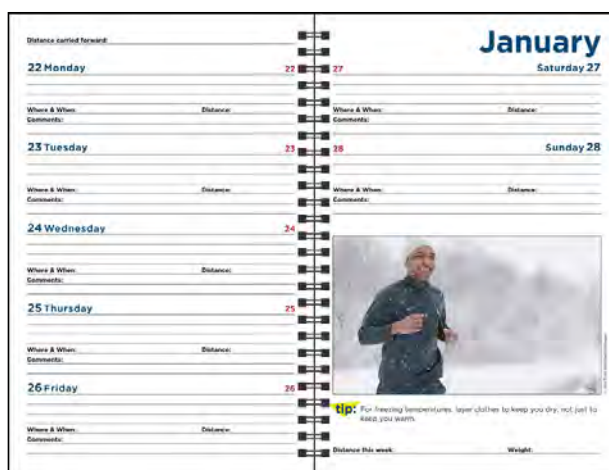 Distance carried forward:
22 Monday 22
Where & When: Distance:
Comments:
23 Tuesday 23
Where & When: Distance:
Comments:
24 Wednesday 24
Where & When: Distance:
Comments:
25 Thursday 25
Where & When: Distance:
Comments:
26 Friday 26
Where & When: Distance:
Comments:
January
27 Saturday 27
Where & When: Distance:
Comments:
28 Sunday 28
Where & When: Distance:
Comments:
tip: For freezing temperatures, layer clothes to keep you dry, not just to
keep you warm.
Distance this week: Weight: